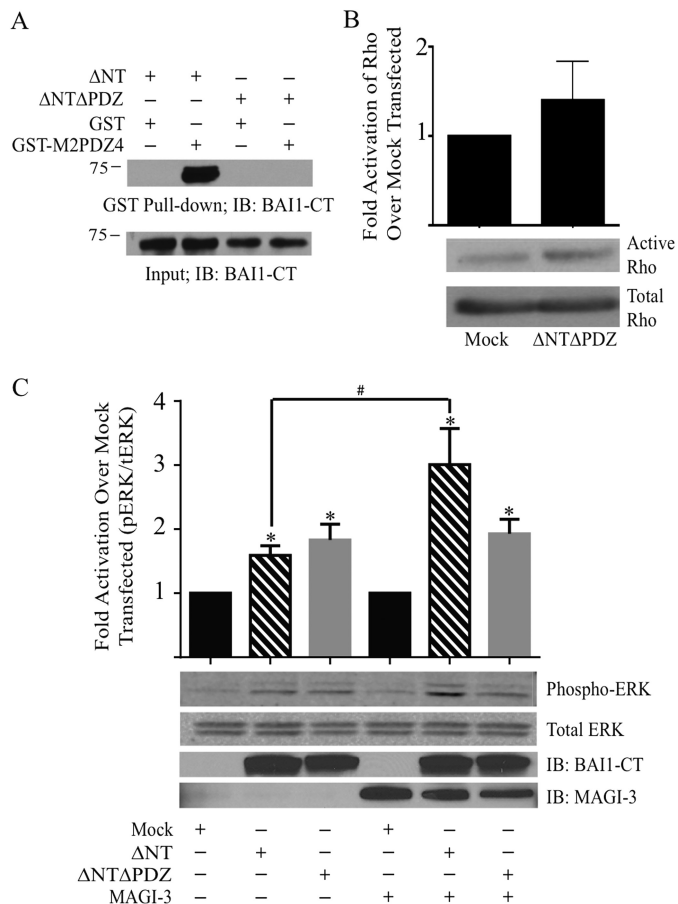 A
ΔNT + + – –
ΔNTΔPDZ – – + +
GST + – + –
GST-M2PDZ4 – + – +
75–
GST Pull-down; IB: BAI1-CT
75–
Input; IB: BAI1-CT
B
Fold Activation of Rho
Over Mock Transfected
2
1
Active
Rho
Total
Rho
Mock ΔNTΔPDZ
C
Fold Activation Over Mock
Transfected (pERK/tERK)
4
3
2
1
#
* * * *
Phospho-ERK
Total ERK
IB: BAI1-CT
IB: MAGI-3
Mock + – – + – –
ΔNT – + – – + –
ΔNTΔPDZ – – + – – +
MAGI-3 – – – + + +